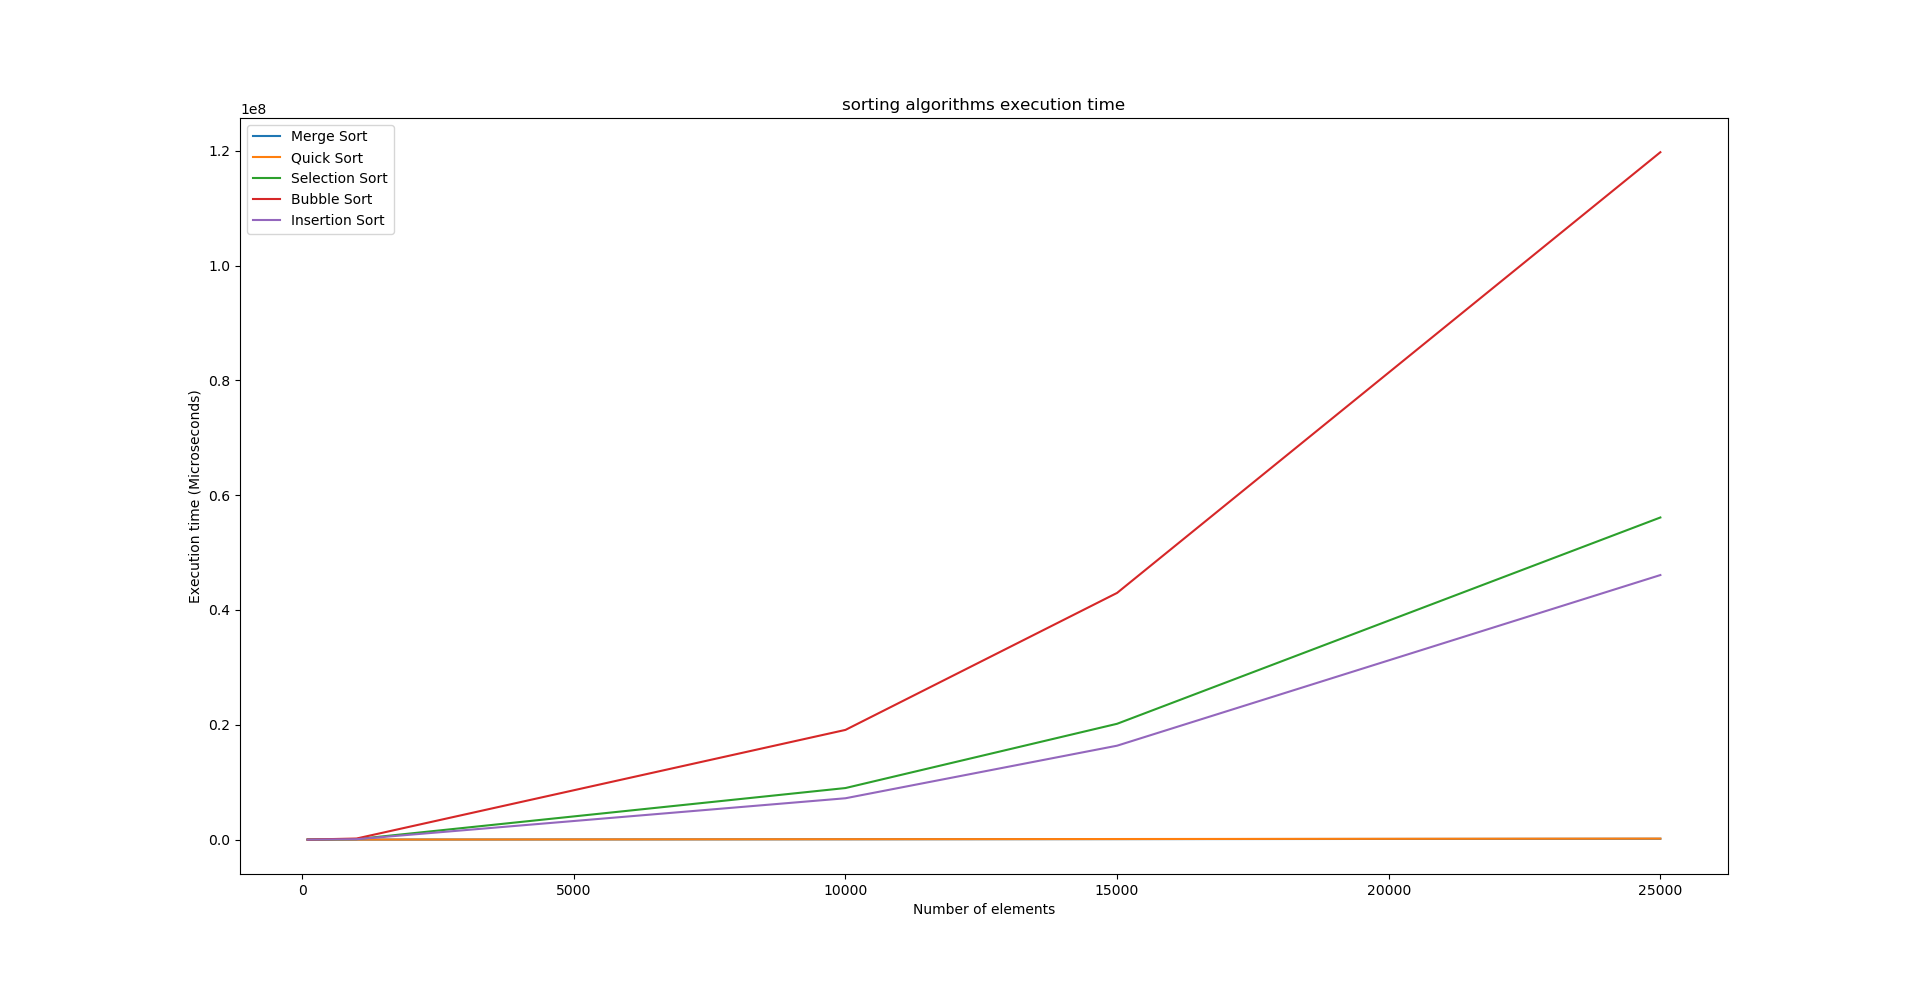 sorting algorithms execution time
1e8
Merge Sort
Quick Sort
Selection Sort
Bubble Sort
Insertion Sort
1.2
1.0
0.8
0.6
0.4
0.2
0.0
Execution time (Microseconds)
0 5000 10000 15000 20000 25000
Number of elements